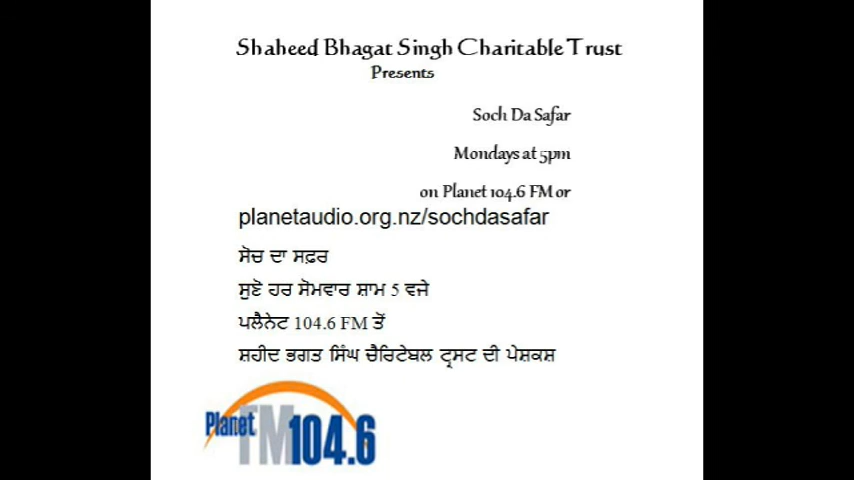 Shaheed Bhagat Singh Charitable Trust
Presents
Soch Da Safar
Mondays at 5pm
on Planet 104.6 FM or
planetaudio.org.nz/sochdasafar
ਸੋਚ ਦਾ ਸਫ਼ਰ
ਸੁਣੋ ਹਰ ਸੋਮਵਾਰ ਸ਼ਾਮ 5 ਵਜੇ
ਪਲੈਨੇਟ 104.6 FM ਤੋਂ
ਸ਼ਹੀਦ ਭਗਤ ਸਿੰਘ ਚੈਰਿਟੇਬਲ ਟ੍ਰਸਟ ਦੀ ਪੇਸ਼ਕਸ਼
Planet FM 104.6